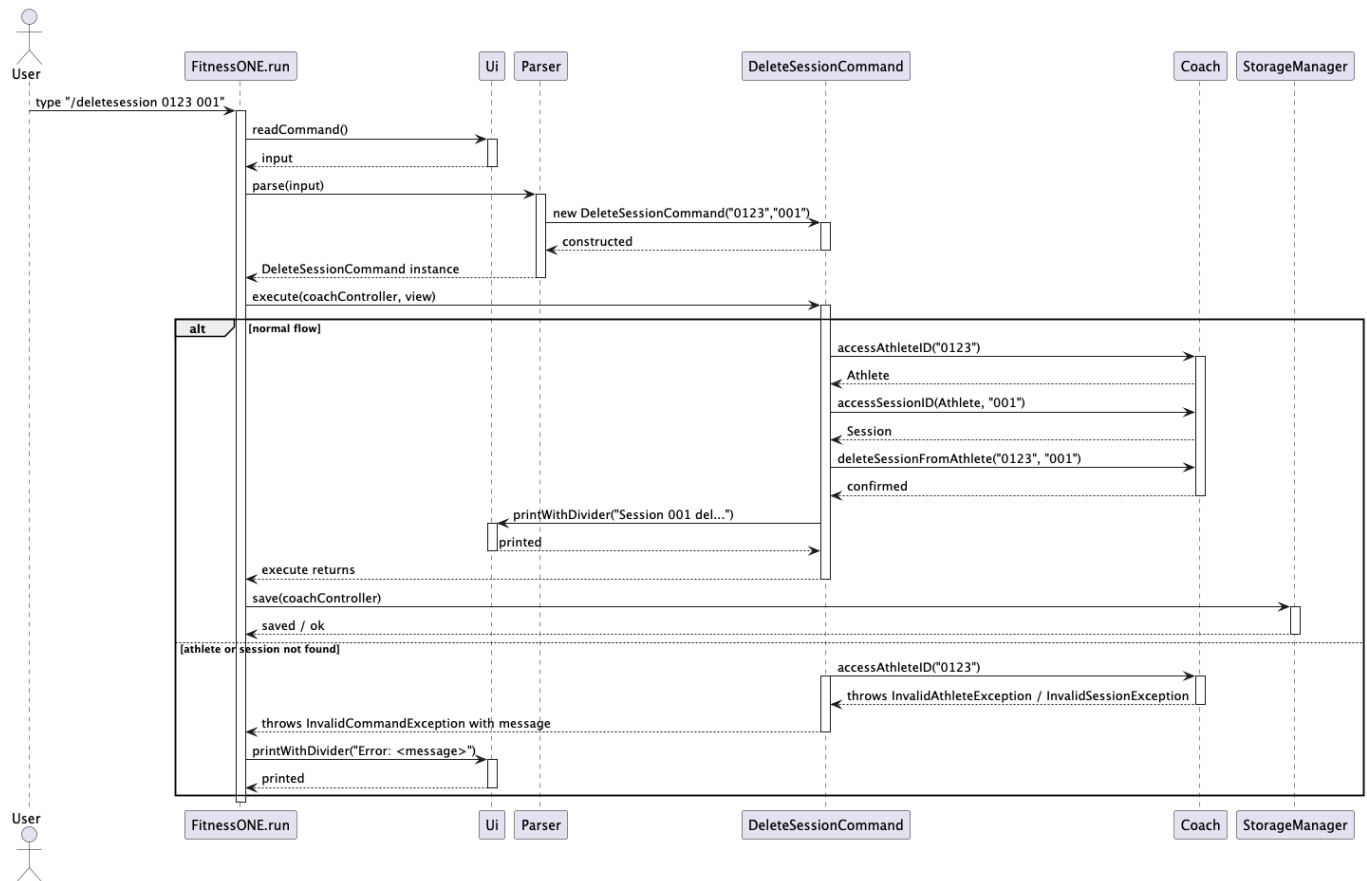 User
FitnessONE.run
Ui
Parser
DeleteSessionCommand
Coach
StorageManager
type "/deletesession 0123 001"
readCommand()
input
parse(input)
new DeleteSessionCommand("0123","001")
constructed
DeleteSessionCommand instance
execute(coachController, view)
alt
[normal flow]
accessAthleteID("0123")
Athlete
accessSessionID(Athlete, "001")
Session
deleteSessionFromAthlete("0123", "001")
confirmed
printWithDivider("Session 001 del...")
printed
execute returns
save(coachController)
saved / ok
[athlete or session not found]
accessAthleteID("0123")
throws InvalidAthleteException / InvalidSessionException
throws InvalidCommandException with message
printWithDivider("Error: <message>")
printed
User
FitnessONE.run
Ui
Parser
DeleteSessionCommand
Coach
StorageManager